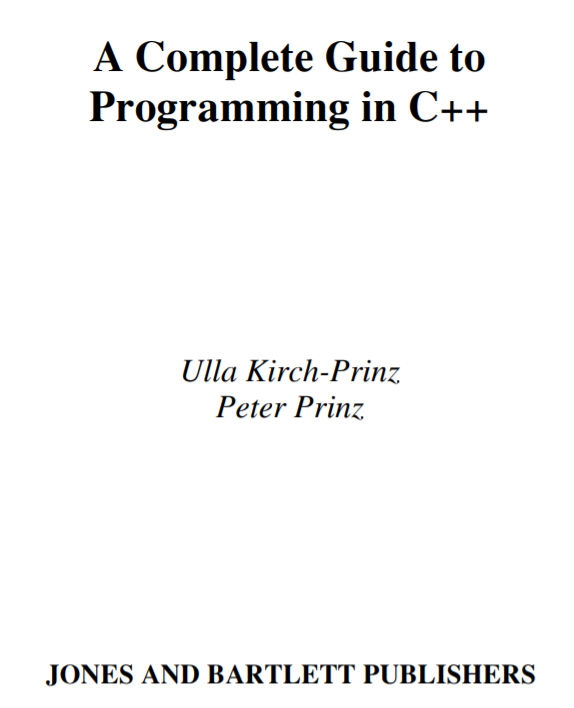 A Complete Guide to
Programming in C++
Ulla Kirch-Prinz
Peter Prinz
JONES AND BARTLETT PUBLISHERS